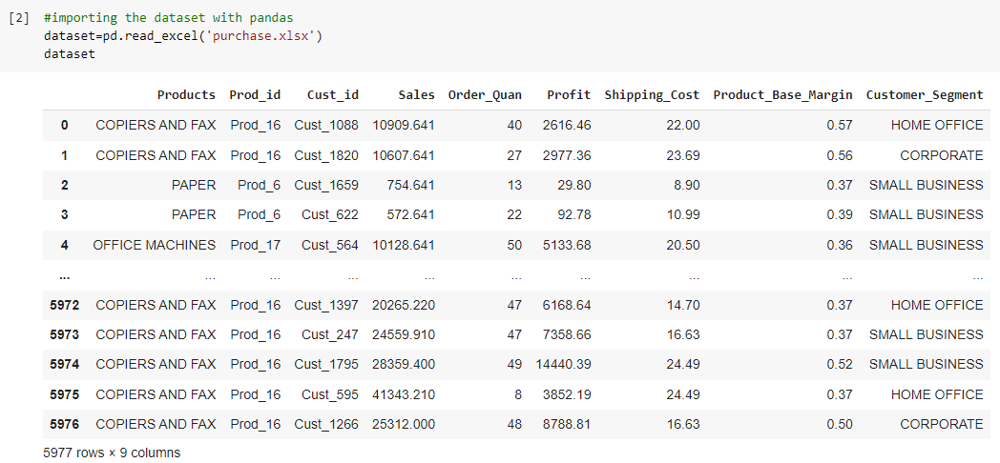 [2] #importing the dataset with pandas
dataset=pd.read_excel('purchase.xlsx')
dataset
Products Prod_id Cust_id Sales Order_Quan Profit Shipping_Cost Product_Base_Margin Customer_Segment
0 COPIERS AND FAX Prod_16 Cust_1088 10909.641 40 2616.46 22.00 0.57 HOME OFFICE
1 COPIERS AND FAX Prod_16 Cust_1820 10607.641 27 2977.36 23.69 0.56 CORPORATE
2 PAPER Prod_6 Cust_1659 754.641 13 29.80 8.90 0.37 SMALL BUSINESS
3 PAPER Prod_6 Cust_622 572.641 22 92.78 10.99 0.39 SMALL BUSINESS
4 OFFICE MACHINES Prod_17 Cust_564 10128.641 50 5133.68 20.50 0.36 SMALL BUSINESS
... ... ... ... ... ... ... ... ... ...
5972 COPIERS AND FAX Prod_16 Cust_1397 20265.220 47 6168.64 14.70 0.37 HOME OFFICE
5973 COPIERS AND FAX Prod_16 Cust_247 24559.910 47 7358.66 16.63 0.37 SMALL BUSINESS
5974 COPIERS AND FAX Prod_16 Cust_1795 28359.400 49 14440.39 24.49 0.52 SMALL BUSINESS
5975 COPIERS AND FAX Prod_16 Cust_595 41343.210 8 3852.19 24.49 0.37 HOME OFFICE
5976 COPIERS AND FAX Prod_16 Cust_1266 25312.000 48 8788.81 16.63 0.50 CORPORATE
5977 rows × 9 columns